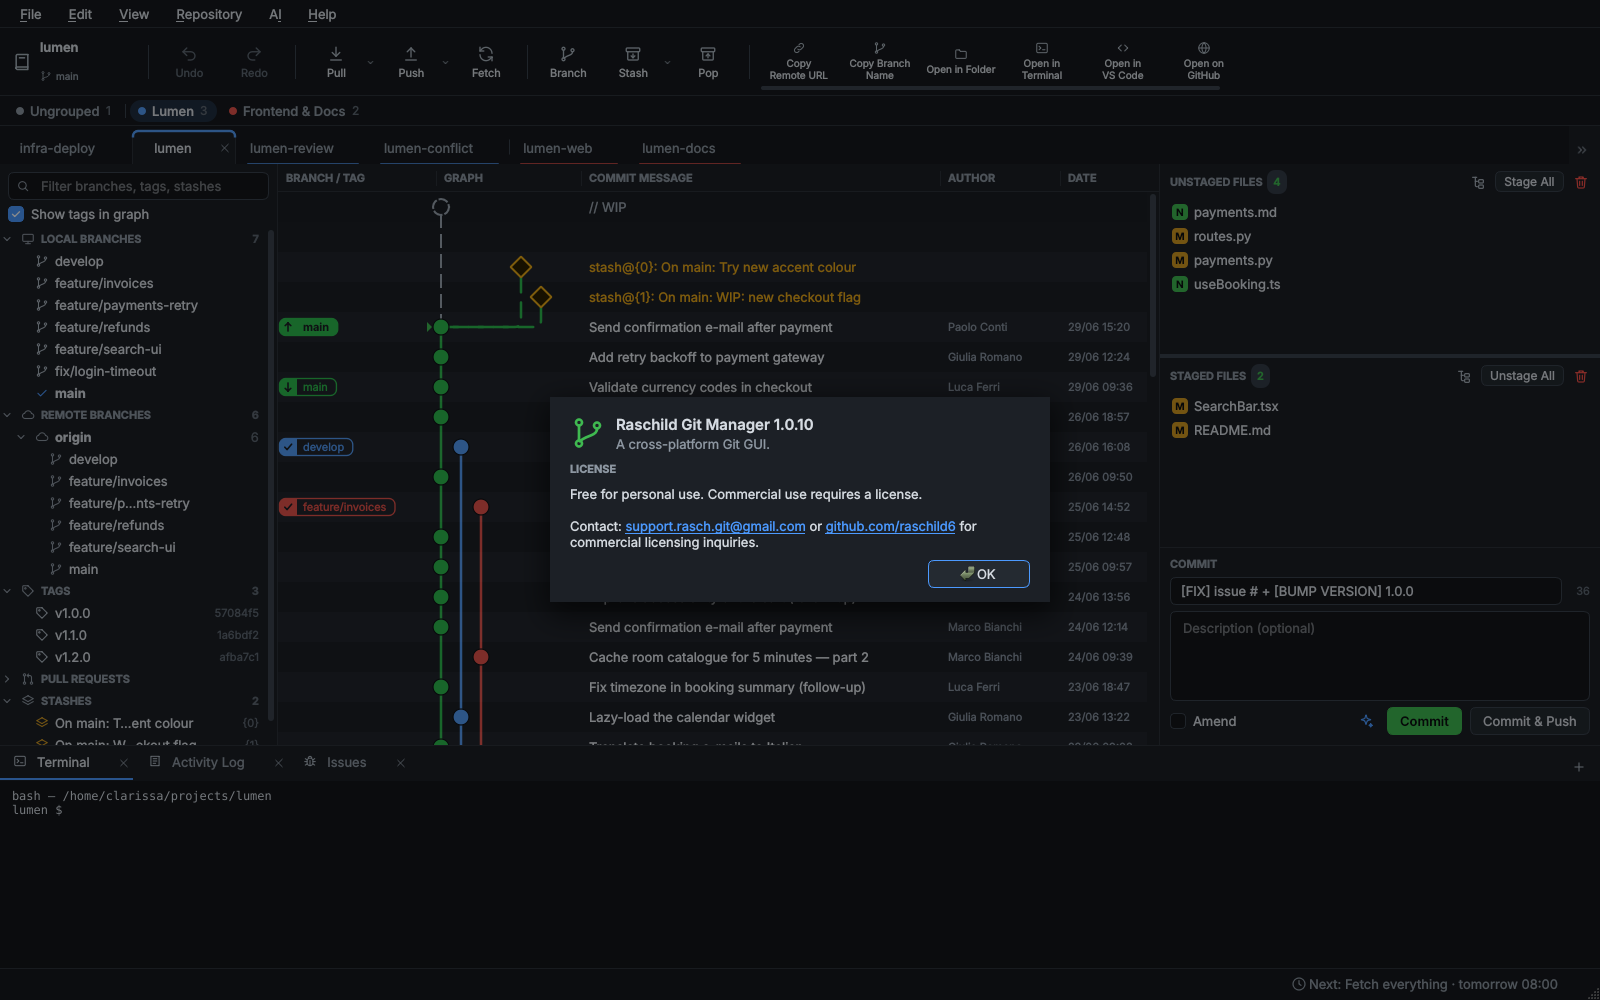 File Edit View Repository AI Help
lumen
main
Undo Redo Pull Push Fetch Branch Stash Pop
Copy Remote URL
Copy Branch Name
Open in Folder
Open in Terminal
Open in VS Code
Open on GitHub
Ungrouped 1 Lumen 3 Frontend & Docs 2
infra-deploy lumen lumen-review lumen-conflict lumen-web lumen-docs
Filter branches, tags, stashes
Show tags in graph
LOCAL BRANCHES 7
develop
feature/invoices
feature/payments-retry
feature/refunds
feature/search-ui
fix/login-timeout
main
REMOTE BRANCHES 6
origin 6
develop
feature/invoices
feature/p...nts-retry
feature/refunds
feature/search-ui
main
TAGS 3
v1.0.0 57084f5
v1.1.0 1a6bdf2
v1.2.0 afba7c1
PULL REQUESTS
STASHES 2
On main: T...ent colour {0}
On main: W...ckout flag {1}
BRANCH / TAG GRAPH COMMIT MESSAGE AUTHOR DATE
// WIP
stash@{0}: On main: Try new accent colour
stash@{1}: On main: WIP: new checkout flag
main Send confirmation e-mail after payment Paolo Conti 29/06 15:20
Add retry backoff to payment gateway Giulia Romano 29/06 12:24
main Validate currency codes in checkout Luca Ferri 29/06 09:36
26/06 18:57
develop 26/06 16:08
26/06 09:50
feature/invoices 25/06 14:52
25/06 12:48
25/06 09:57
24/06 13:56
Send confirmation e-mail after payment Marco Bianchi 24/06 12:14
Cache room catalogue for 5 minutes — part 2 Marco Bianchi 24/06 09:39
Fix timezone in booking summary (follow-up) Luca Ferri 23/06 18:47
Lazy-load the calendar widget Giulia Romano 23/06 13:22
Raschild Git Manager 1.0.10
A cross-platform Git GUI.
LICENSE
Free for personal use. Commercial use requires a license.
Contact: support.rasch.git@gmail.com or github.com/raschild6 for
commercial licensing inquiries.
OK
UNSTAGED FILES 4 Stage All
N payments.md
M routes.py
M payments.py
N useBooking.ts
STAGED FILES 2 Unstage All
M SearchBar.tsx
M README.md
COMMIT
[FIX] issue # + [BUMP VERSION] 1.0.0 36
Description (optional)
Amend Commit Commit & Push
Terminal Activity Log Issues
bash — /home/clarissa/projects/lumen
lumen $
Next: Fetch everything · tomorrow 08:00